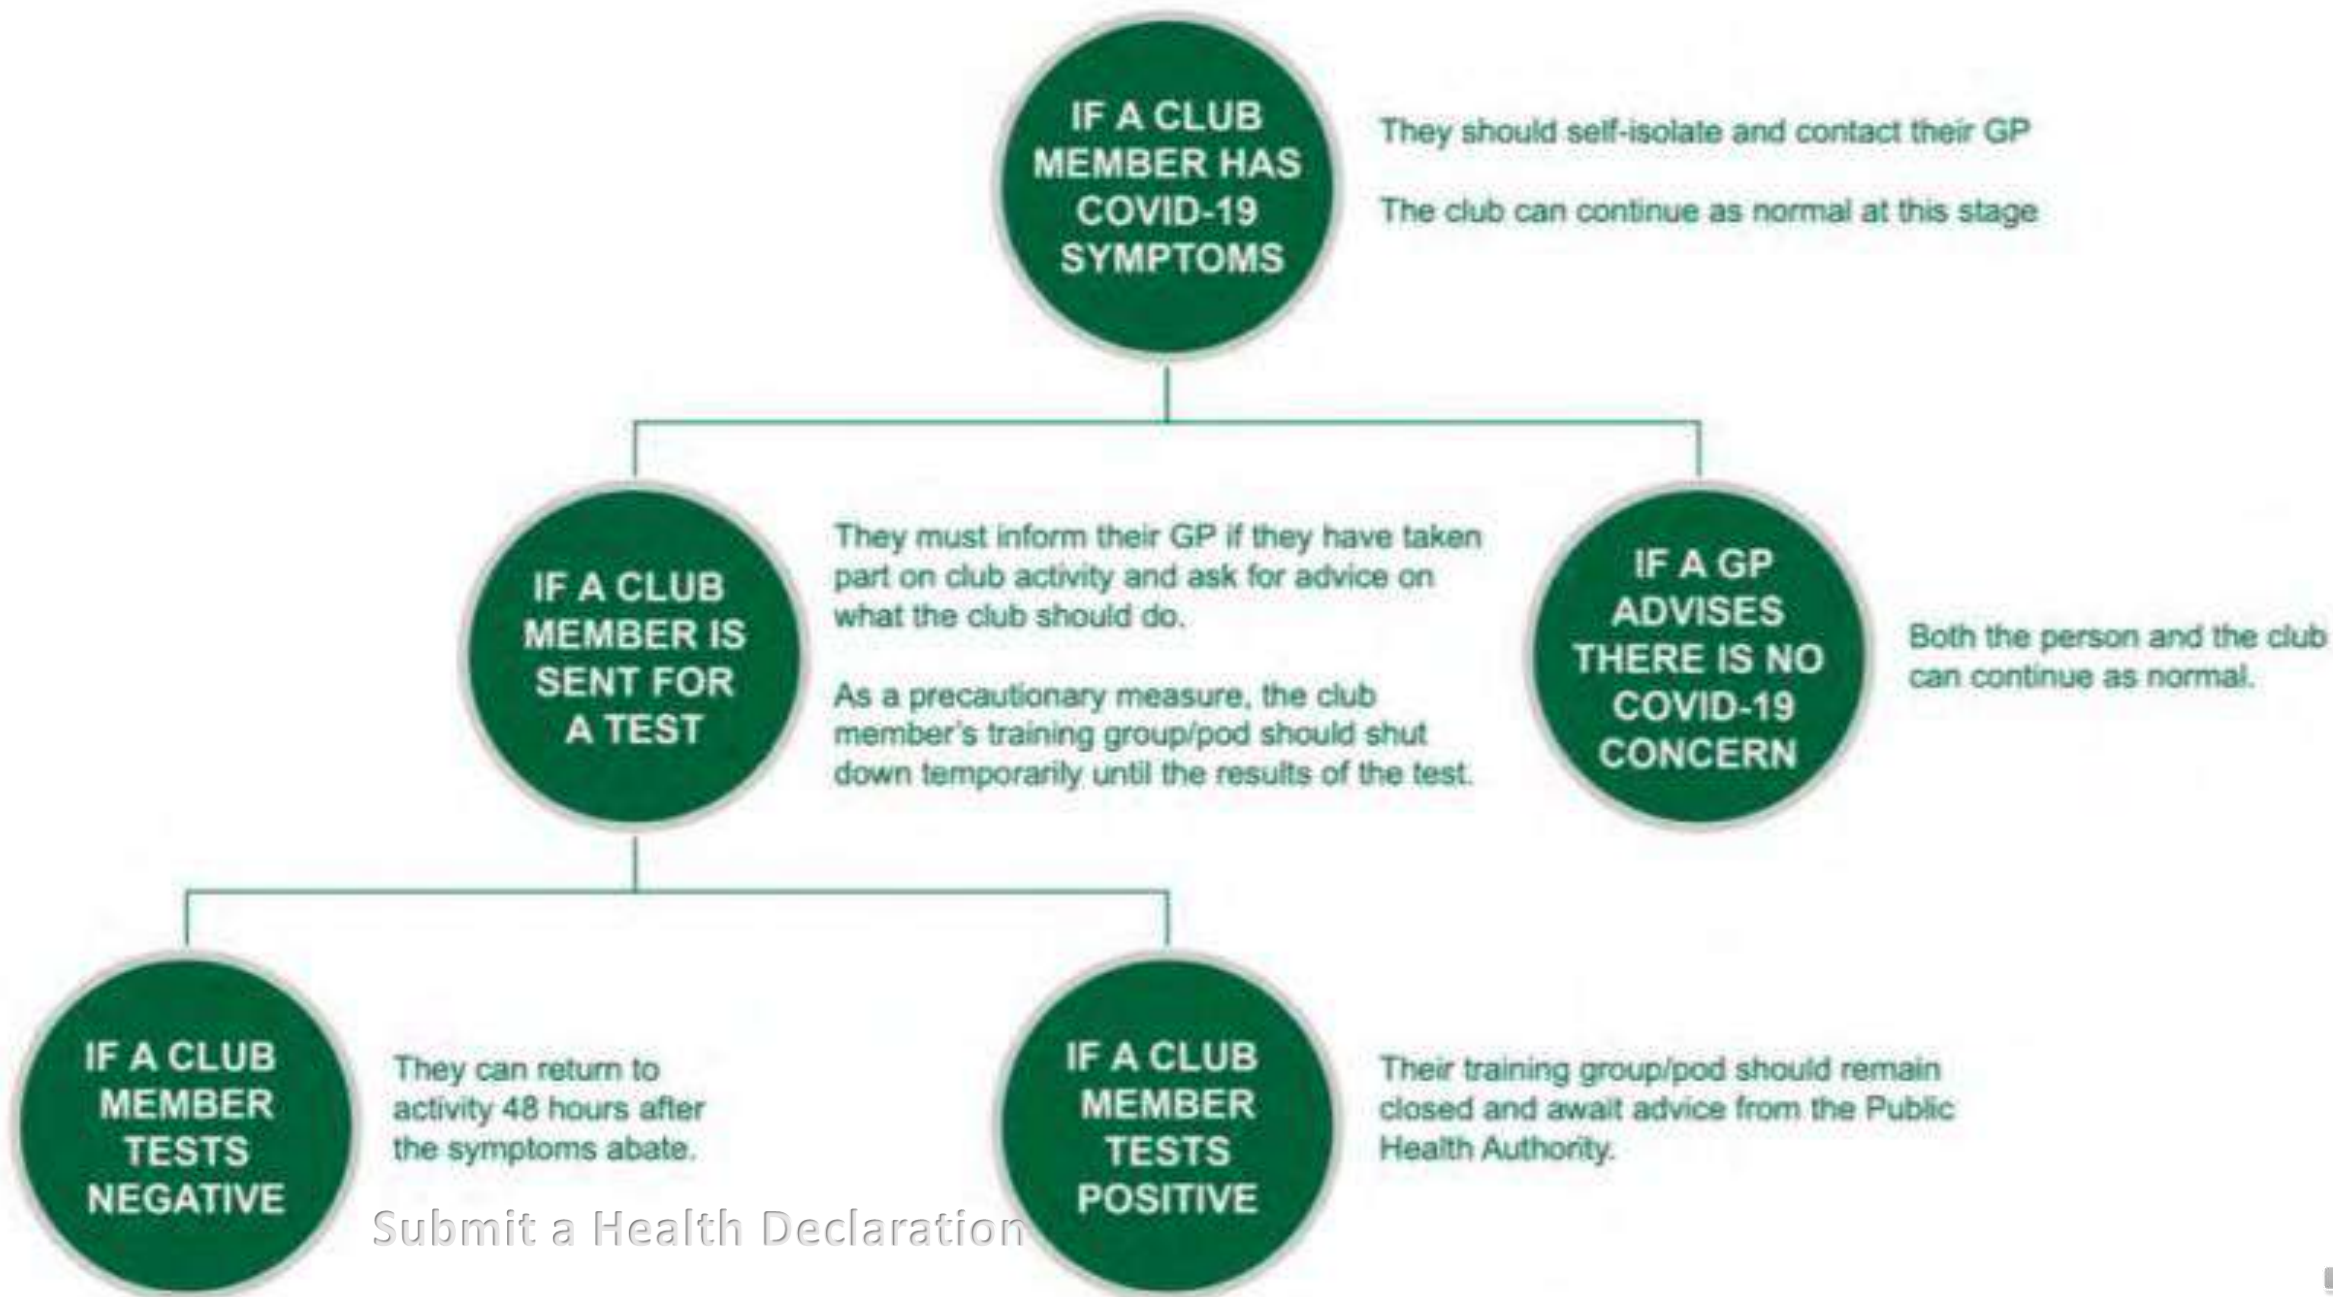 IF A CLUB
MEMBER HAS
COVID-19
SYMPTOMS
They should self-isolate and contact their GP
The club can continue as normal at this stage
IF A CLUB
MEMBER IS
SENT FOR
A TEST
They must inform their GP if they have taken
part on club activity and ask for advice on
what the club should do.
As a precautionary measure, the club
member's training group/pod should shut
down temporarily until the results of the test.
IF A GP
ADVISES
THERE IS NO
COVID-19
CONCERN
Both the person and the club
can continue as normal.
IF A CLUB
MEMBER
TESTS
NEGATIVE
They can return to
activity 48 hours after
the symptoms abate.
Submit a Health Declaration
IF A CLUB
MEMBER
TESTS
POSITIVE
Their training group/pod should remain
closed and await advice from the Public
Health Authority.